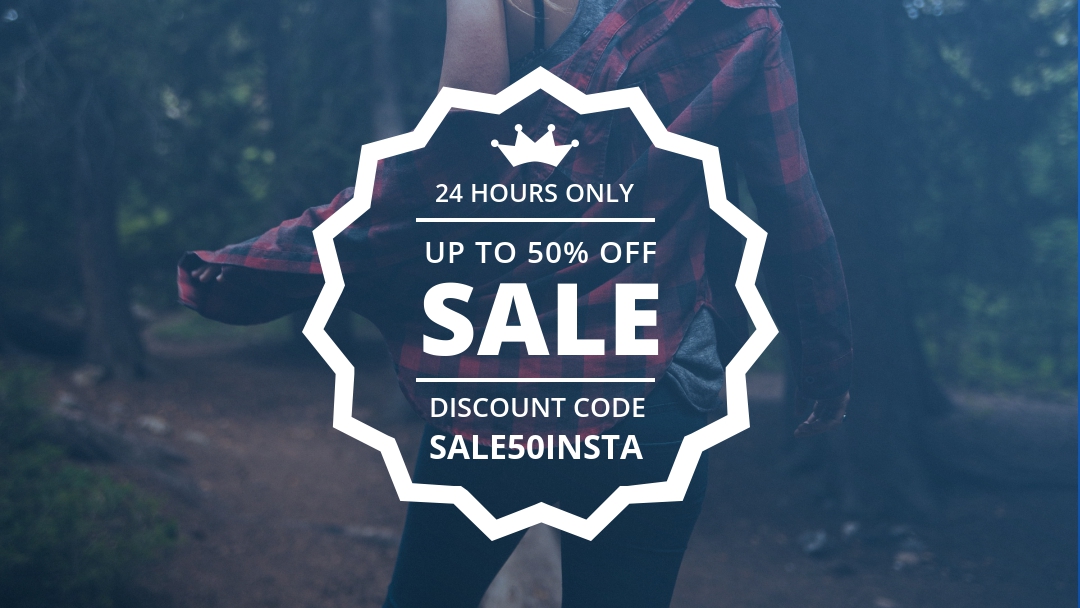 24 HOURS ONLY
UP TO 50% OFF
SALE
DISCOUNT CODE
SALE50INSTA